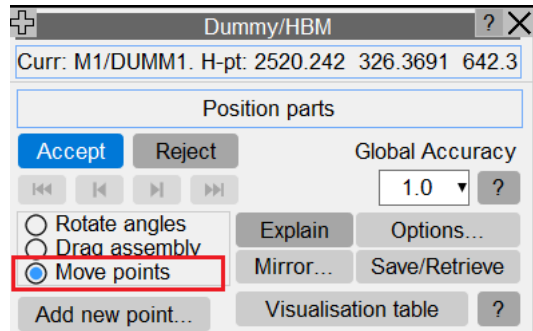 Dummy/HBM ? X
Curr: M1/DUMM1. H-pt: 2520.242 326.3691 642.3
Position parts
Accept Reject Global Accuracy
1.0 ?
Rotate angles Explain Options...
Drag assembly
Move points Mirror... Save/Retrieve
Add new point... Visualisation table ?